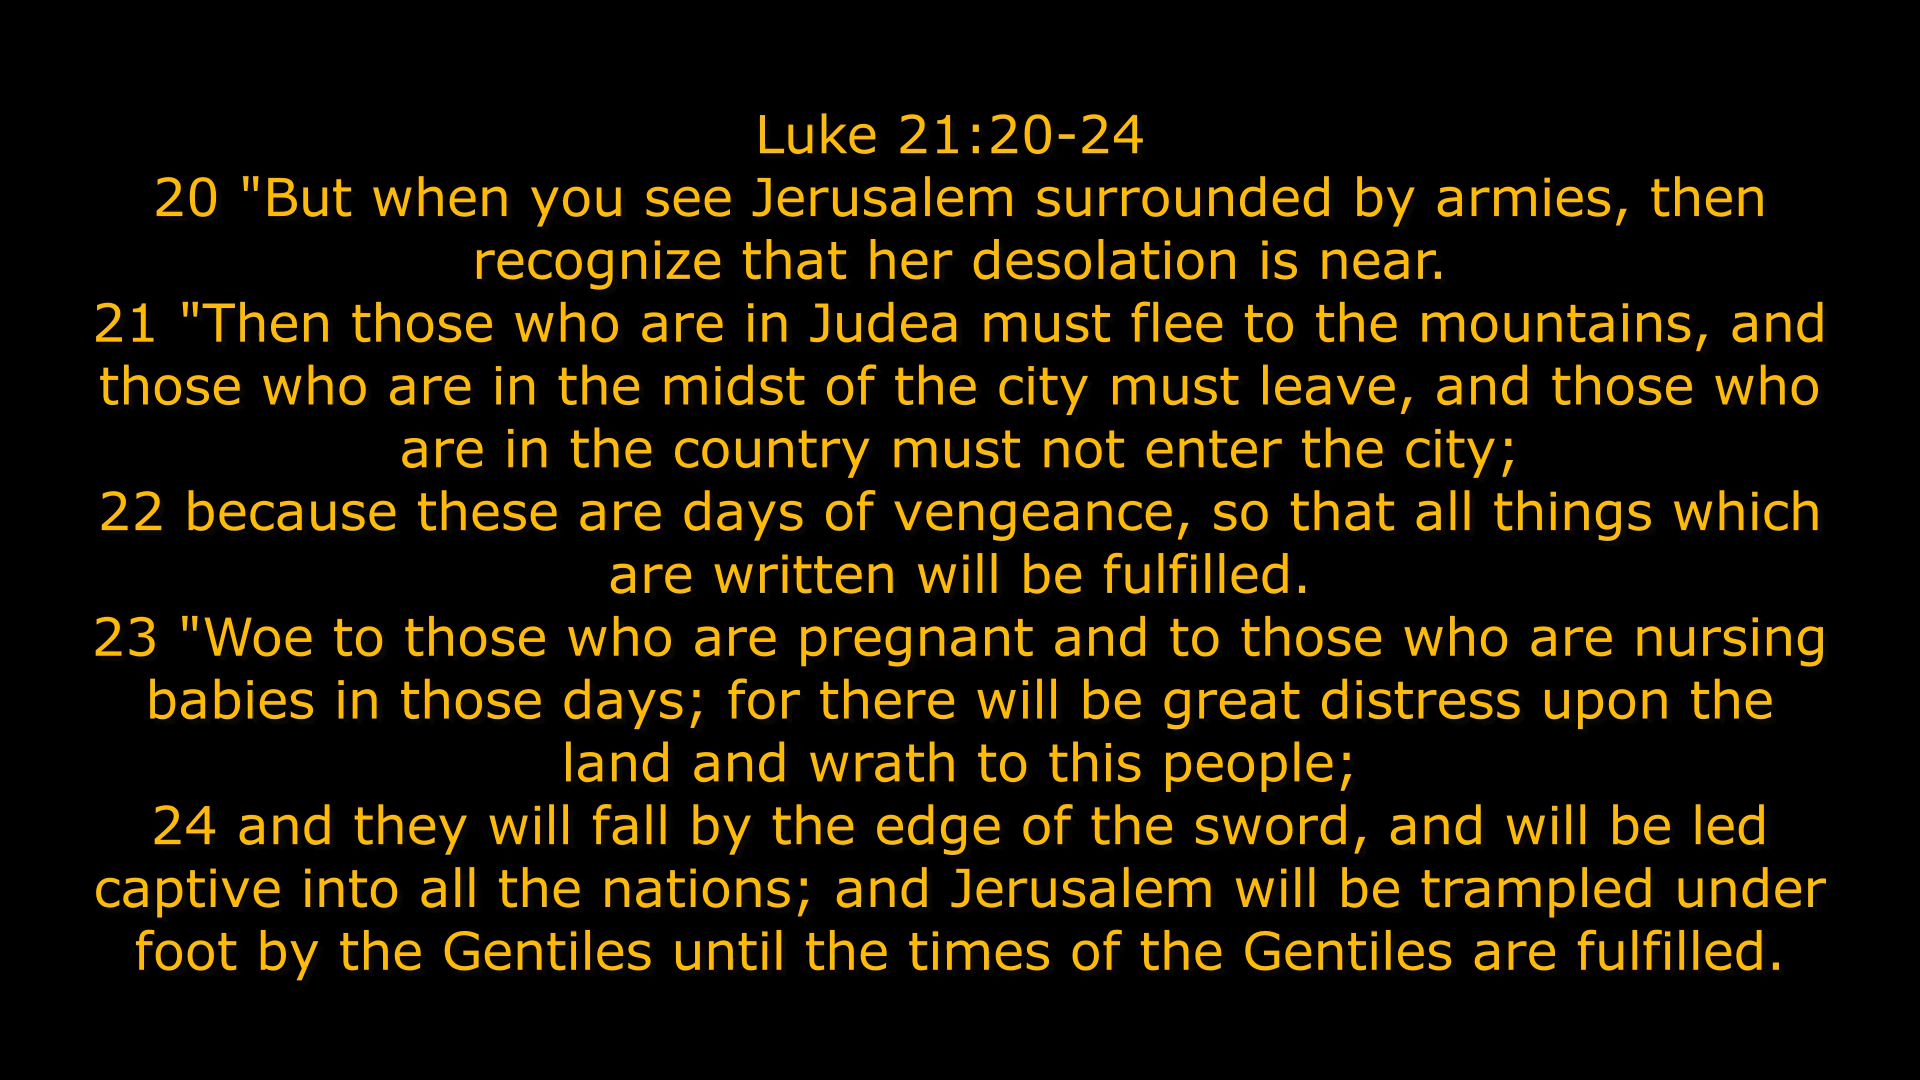 Luke 21:20-24
20 "But when you see Jerusalem surrounded by armies, then
recognize that her desolation is near.
21 "Then those who are in Judea must flee to the mountains, and
those who are in the midst of the city must leave, and those who
are in the country must not enter the city;
22 because these are days of vengeance, so that all things which
are written will be fulfilled.
23 "Woe to those who are pregnant and to those who are nursing
babies in those days; for there will be great distress upon the
land and wrath to this people;
24 and they will fall by the edge of the sword, and will be led
captive into all the nations; and Jerusalem will be trampled under
foot by the Gentiles until the times of the Gentiles are fulfilled.